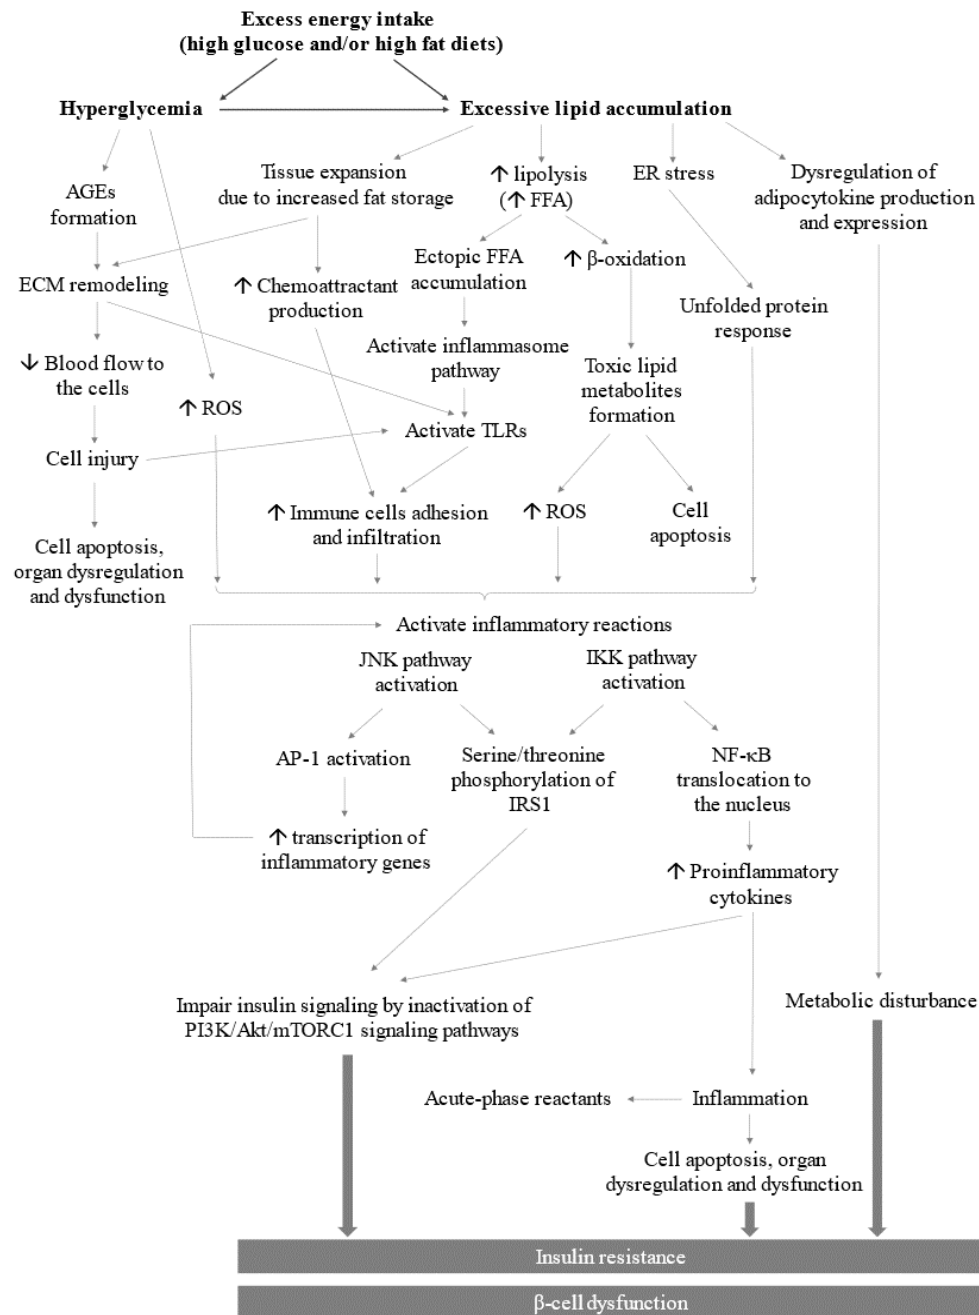 Excess energy intake
(high glucose and/or high fat diets)
Hyperglycemia
Excessive lipid accumulation
AGEs
formation
Tissue expansion
due to increased fat storage
↑ lipolysis
(↑ FFA)
ER stress
Dysregulation of
adipocytokine production
and expression
ECM remodeling
↑ Chemoattractant
production
Ectopic FFA
accumulation
↑ β-oxidation
Unfolded protein
response
↓ Blood flow to
the cells
↑ ROS
Activate inflammasome
pathway
Toxic lipid
metabolites
formation
Cell injury
Activate TLRs
Cell apoptosis,
organ dysregulation
and dysfunction
↑ Immune cells adhesion
and infiltration
↑ ROS
Cell
apoptosis
Activate inflammatory reactions
JNK pathway
activation
IKK pathway
activation
AP-1 activation
Serine/threonine
phosphorylation of
IRS1
NF-κB
translocation to
the nucleus
↑ transcription of
inflammatory genes
↑ Proinflammatory
cytokines
Impair insulin signaling by inactivation of
PI3K/Akt/mTORC1 signaling pathways
Metabolic disturbance
Acute-phase reactants
Inflammation
Cell apoptosis, organ
dysregulation and dysfunction
Insulin resistance
β-cell dysfunction